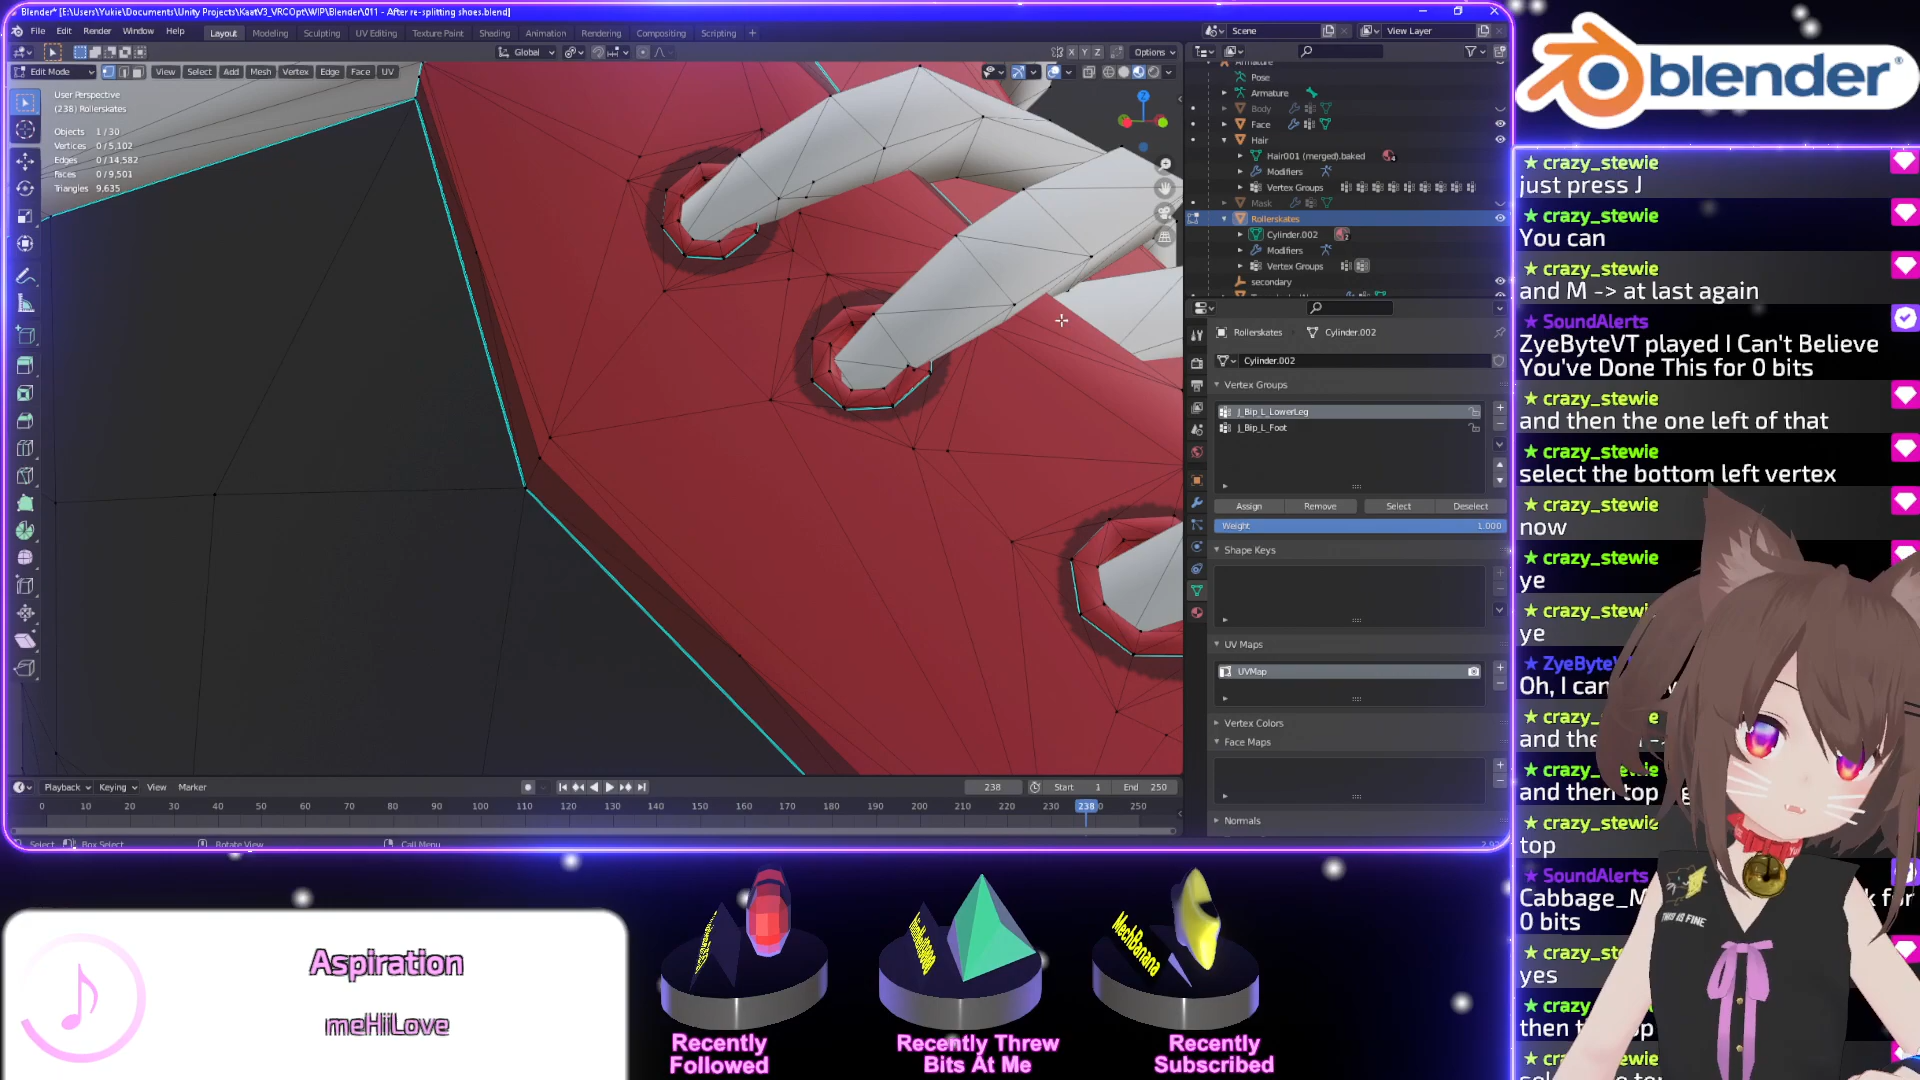 Blender* [E:\Users\Yukie\Documents\Unity Projects\KaatV3_VRCOpt\WIP\Blender\011 - After re-splitting shoes.blend]
File Edit Render Window Help Layout Modeling Sculpting UV Editing Texture Paint Shading Animation Rendering Compositing Scripting +
Scene View Layer
Global X Y Z Options
Edit Mode View Select Add Mesh Vertex Edge Face UV
User Perspective
(238) Rollerskates
Objects 1 / 30
Vertices 0 / 5,102
Edges 0 / 14,582
Faces 0 / 9,501
Triangles 9,635
Z
Pose
Armature
Body
Face
Hair
Hair001 (merged).baked
Modifiers
Vertex Groups
Mask
Rollerskates
Cylinder.002
Modifiers
Vertex Groups
secondary
Rollerskates Cylinder.002
Cylinder.002
Vertex Groups
J_Bip_L_LowerLeg
J_Bip_L_Foot
Assign Remove Select Deselect
Weight 1.000
Shape Keys
UV Maps
UVMap
Vertex Colors
Face Maps
Normals
Playback Keying View Marker 238 Start 1 End 250
0 10 20 30 40 50 60 70 80 90 100 110 120 130 140 150 160 170 180 190 200 210 220 230 238 250
Select Box Select Rotate View Call Menu
blender
crazy_stewie
just press J
crazy_stewie
You can
crazy_stewie
and M -> at last again
SoundAlerts
ZyeByteVT played I Can't Believe
You've Done This for 0 bits
crazy_stewie
and then the one left of that
crazy_stewie
select the bottom left vertex
crazy_stewie
now
crazy_stewie
ye
crazy_stewie
ye
Oh, I can
top
SoundAlerts
0 bits
yes
THIS IS FINE
Aspiration
meHiiLove
MechBanana
Recently
Followed
Recently Threw
Bits At Me
Recently
Subscribed